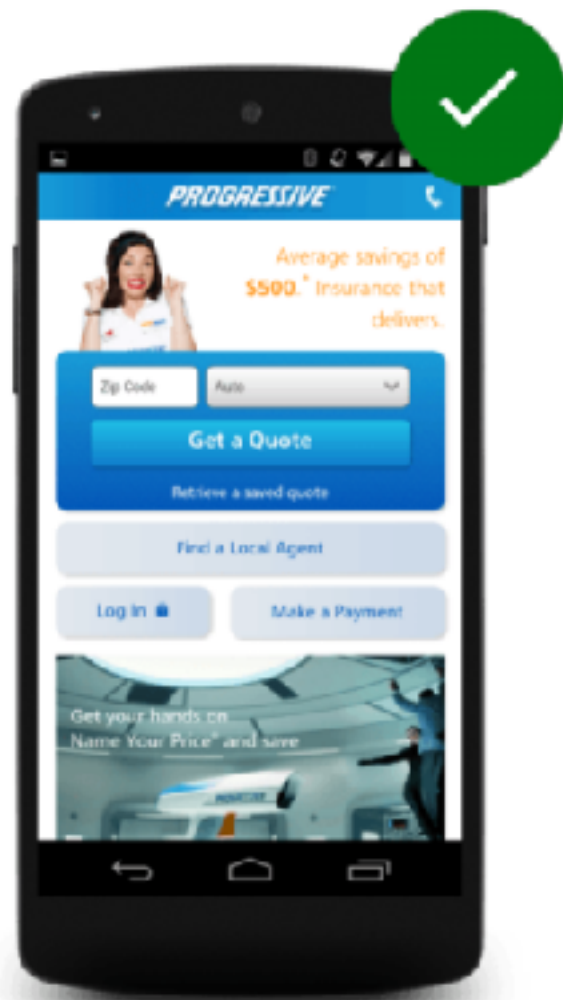 PROGRESSIVE
Average savings of
$500.* Insurance that
delivers.
Zip Code
Auto
Get a Quote
Retrieve a saved quote
Find a Local Agent
Log In
Make a Payment
Get your hands on
Name Your Price® and save
PROGRESSIVE